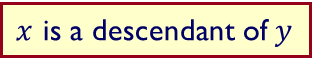 x is a descendant of y